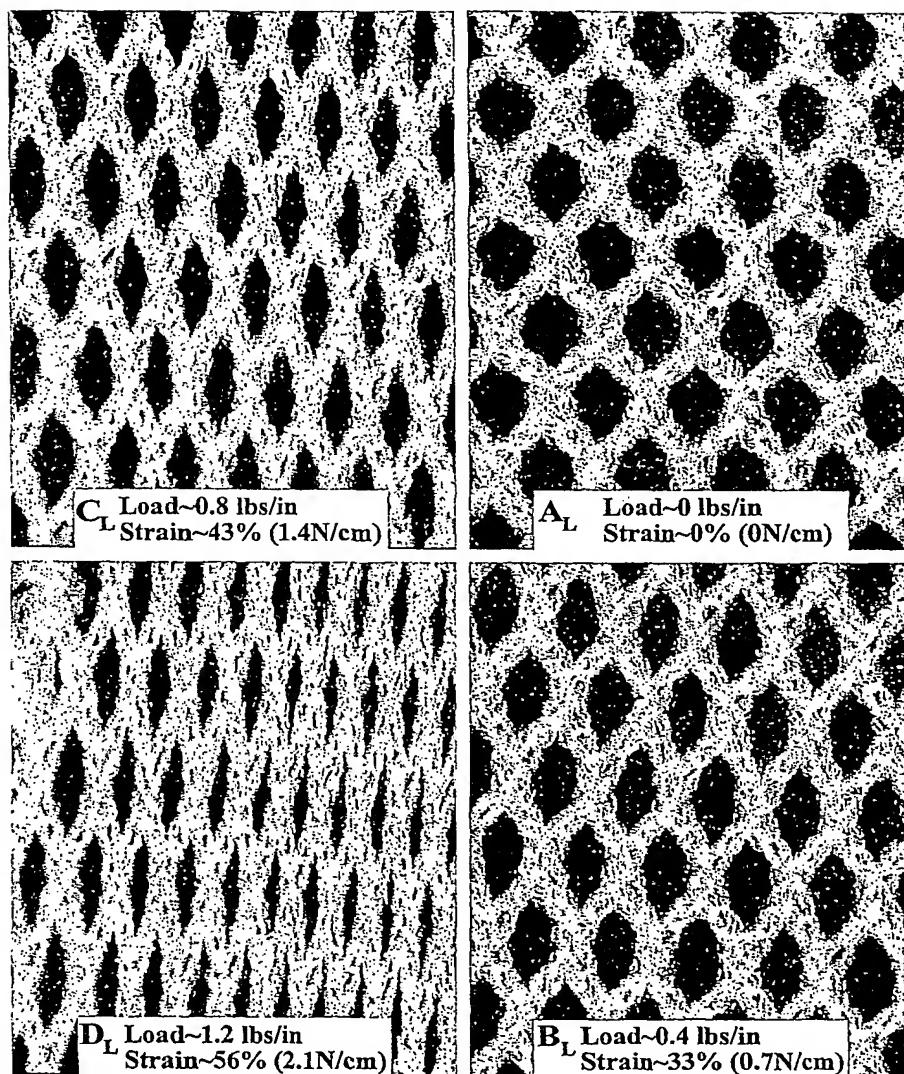 C_L Load~0.8 lbs/in
Strain~43% (1.4N/cm)
A_L Load~0 lbs/in
Strain~0% (0N/cm)
D_L Load~1.2 lbs/in
Strain~56% (2.1N/cm)
B_L Load~0.4 lbs/in
Strain~33% (0.7N/cm)